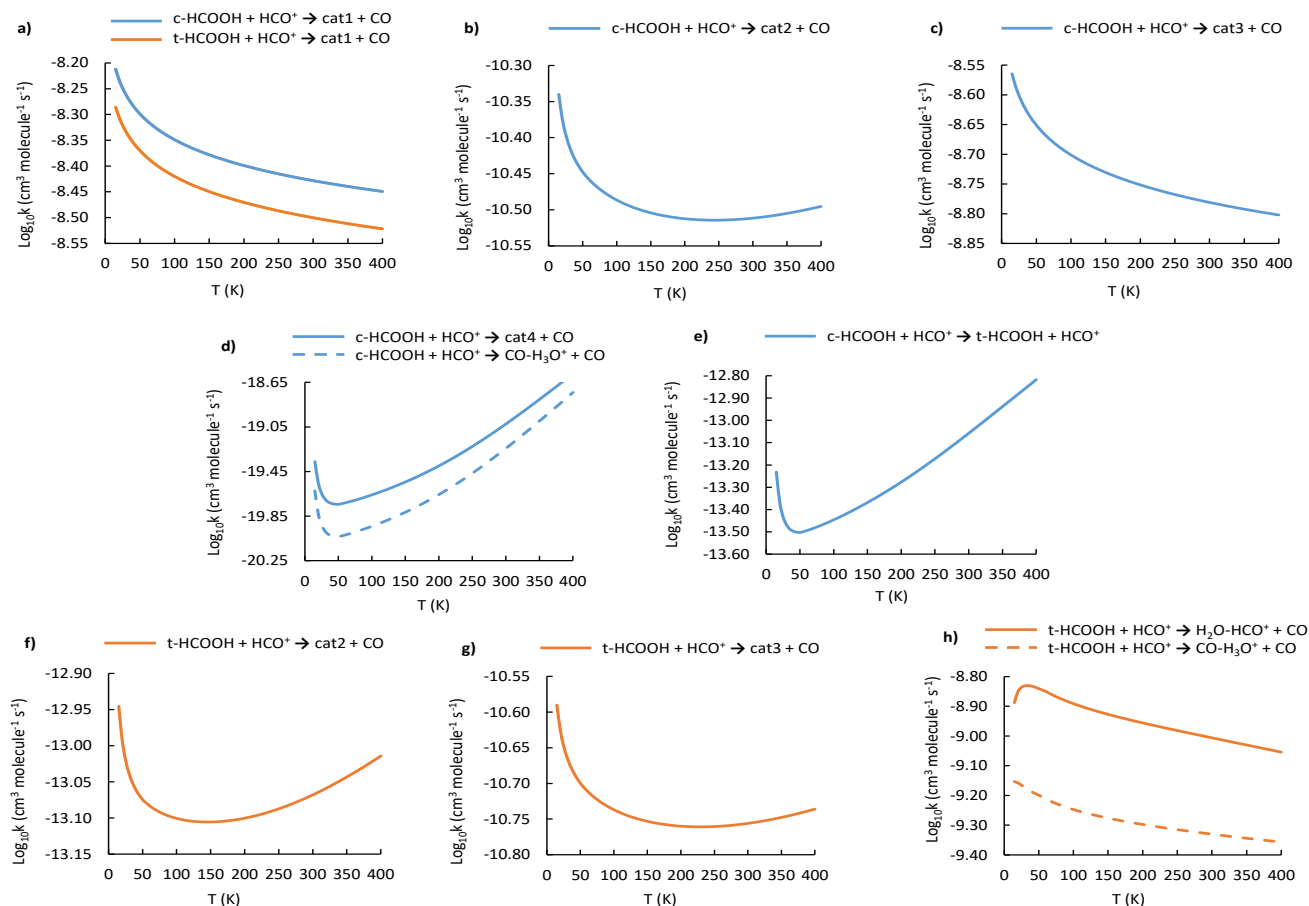 a)
c-HCOOH + HCO⁺ → cat1 + CO
t-HCOOH + HCO⁺ → cat1 + CO
Log₁₀k (cm³ molecule⁻¹ s⁻¹)
-8.20
-8.25
-8.30
-8.35
-8.40
-8.45
-8.50
-8.55
0 50 100 150 200 250 300 350 400
T (K)
b)
c-HCOOH + HCO⁺ → cat2 + CO
Log₁₀k (cm³ molecule⁻¹ s⁻¹)
-10.30
-10.35
-10.40
-10.45
-10.50
-10.55
0 50 100 150 200 250 300 350 400
T (K)
c)
c-HCOOH + HCO⁺ → cat3 + CO
Log₁₀k (cm³ molecule⁻¹ s⁻¹)
-8.55
-8.60
-8.65
-8.70
-8.75
-8.80
-8.85
0 50 100 150 200 250 300 350 400
T (K)
d)
c-HCOOH + HCO⁺ → cat4 + CO
c-HCOOH + HCO⁺ → CO-H₃O⁺ + CO
Log₁₀k (cm³ molecule⁻¹ s⁻¹)
-18.65
-19.05
-19.45
-19.85
-20.25
0 50 100 150 200 250 300 350 400
T (K)
e)
c-HCOOH + HCO⁺ → t-HCOOH + HCO⁺
Log₁₀k (cm³ molecule⁻¹ s⁻¹)
-12.80
-12.90
-13.00
-13.10
-13.20
-13.30
-13.40
-13.50
-13.60
0 50 100 150 200 250 300 350 400
T (K)
f)
t-HCOOH + HCO⁺ → cat2 + CO
Log₁₀k (cm³ molecule⁻¹ s⁻¹)
-12.90
-12.95
-13.00
-13.05
-13.10
-13.15
0 50 100 150 200 250 300 350 400
T (K)
g)
t-HCOOH + HCO⁺ → cat3 + CO
Log₁₀k (cm³ molecule⁻¹ s⁻¹)
-10.55
-10.60
-10.65
-10.70
-10.75
-10.80
0 50 100 150 200 250 300 350 400
T (K)
h)
t-HCOOH + HCO⁺ → H₂O-HCO⁺ + CO
t-HCOOH + HCO⁺ → CO-H₃O⁺ + CO
Log₁₀k (cm³ molecule⁻¹ s⁻¹)
-8.80
-8.90
-9.00
-9.10
-9.20
-9.30
-9.40
0 50 100 150 200 250 300 350 400
T (K)